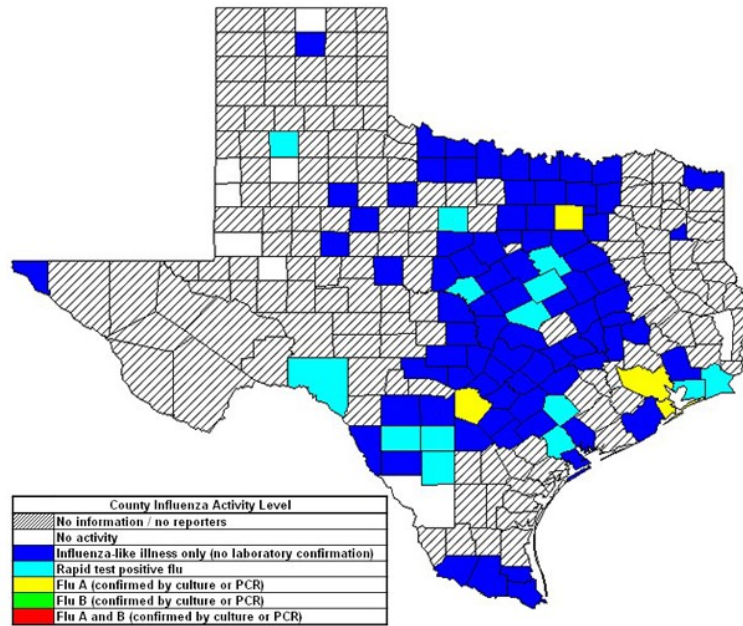 County Influenza Activity Level
No information / no reporters
No activity
Influenza-like illness only (no laboratory confirmation)
Rapid test positive flu
Flu A (confirmed by culture or PCR)
Flu B (confirmed by culture or PCR)
Flu A and B (confirmed by culture or PCR)